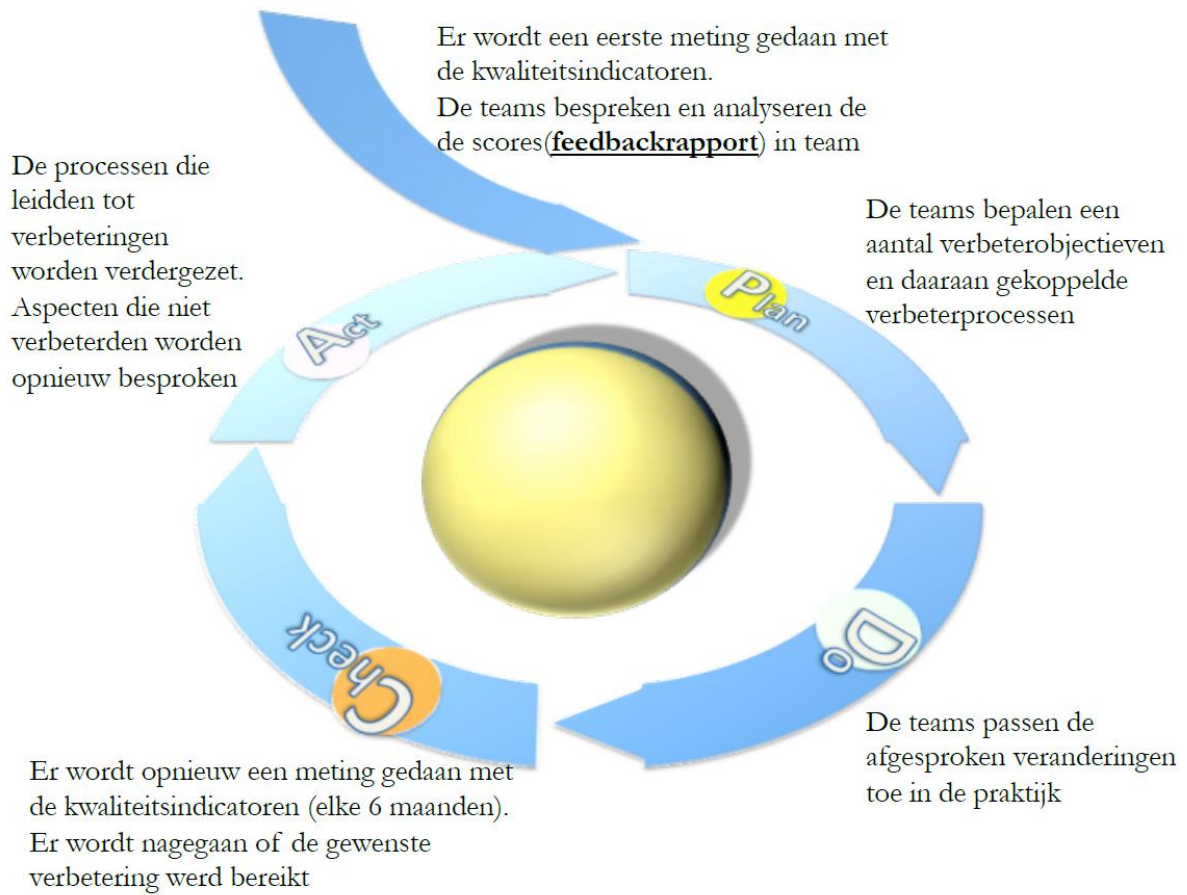 Er wordt een eerste meting gedaan met
de kwaliteitsindicatoren.
De teams bespreken en analyseren de
de scores(feedbackrapport) in team
De processen die
leidden tot
verbeteringen
worden verdergezet.
Aspecten die niet
verbeterden worden
opnieuw besproken
De teams bepalen een
aantal verbeterobjectieven
en daaraan gekoppelde
verbeterprocessen
Act
Plan
Check
Do
De teams passen de
afgesproken veranderingen
toe in de praktijk
Er wordt opnieuw een meting gedaan met
de kwaliteitsindicatoren (elke 6 maanden).
Er wordt nagegaan of de gewenste
verbetering werd bereikt